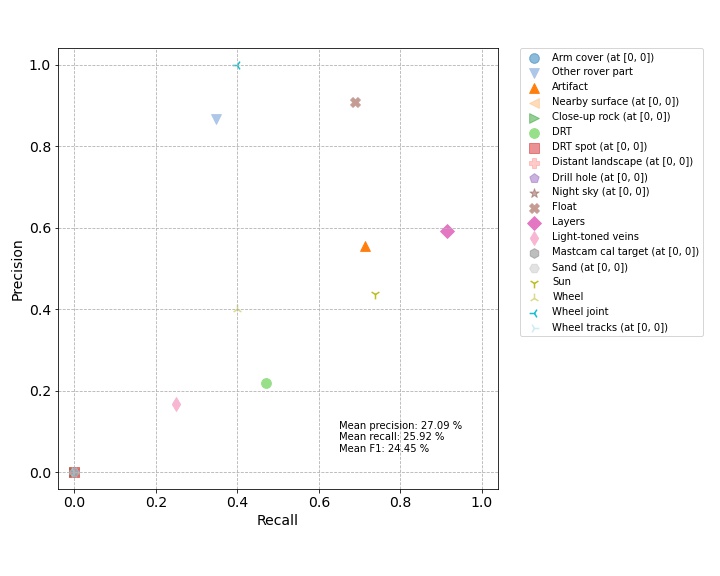 1.0
0.8
0.6
0.4
0.2
0.0
Precision
0.0 0.2 0.4 0.6 0.8 1.0
Recall
Mean precision: 27.09 %
Mean recall: 25.92 %
Mean F1: 24.45 %
Arm cover (at [0, 0])
Other rover part
Artifact
Nearby surface (at [0, 0])
Close-up rock (at [0, 0])
DRT
DRT spot (at [0, 0])
Distant landscape (at [0, 0])
Drill hole (at [0, 0])
Night sky (at [0, 0])
Float
Layers
Light-toned veins
Mastcam cal target (at [0, 0])
Sand (at [0, 0])
Sun
Wheel
Wheel joint
Wheel tracks (at [0, 0])